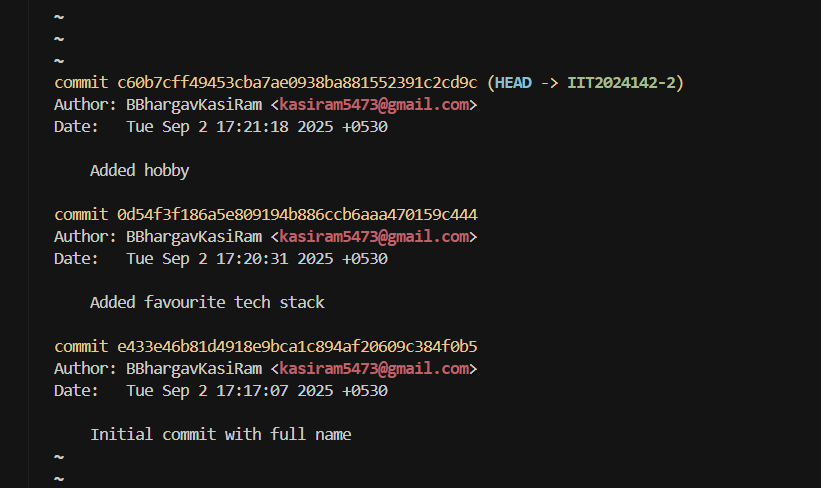 ~
~
~
commit c60b7cff49453cba7ae0938ba881552391c2cd9c (HEAD -> IIT2024142-2)
Author: BBhargavKasiRam <kasiram5473@gmail.com>
Date:   Tue Sep 2 17:21:18 2025 +0530
Added hobby
commit 0d54f3f186a5e809194b886ccb6aaa470159c444
Author: BBhargavKasiRam <kasiram5473@gmail.com>
Date:   Tue Sep 2 17:20:31 2025 +0530
Added favourite tech stack
commit e433e46b81d4918e9bca1c894af20609c384f0b5
Author: BBhargavKasiRam <kasiram5473@gmail.com>
Date:   Tue Sep 2 17:17:07 2025 +0530
Initial commit with full name
~
~